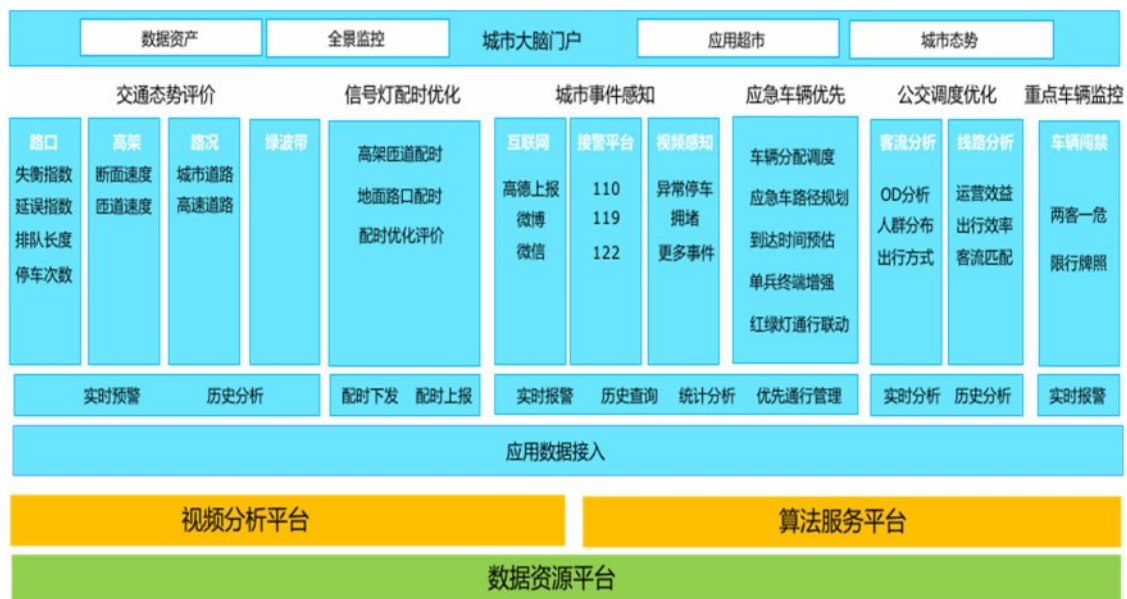 数据资产 全景监控 城市大脑门户 应用超市 城市态势
交通态势评价 信号灯配时优化 城市事件感知 应急车辆优先 公交调度优化 重点车辆监控
路口
失衡指数
延误指数
排队长度
停车次数
高架
断面速度
匝道速度
路况
城市道路
高速道路
绿波带
高架匝道配时
地面路口配时
配时优化评价
互联网
高德上报
微博
微信
接警平台
110
119
122
视频感知
异常停车
拥堵
更多事件
车辆分配调度
应急车路径规划
到达时间预估
单兵终端增强
红绿灯通行联动
客流分析
OD分析
人群分布
出行方式
线路分析
运营效益
出行效率
客流匹配
车辆闯禁
两客一危
限行牌照
实时预警 历史分析 配时下发 配时上报 实时报警 历史查询 统计分析 优先通行管理 实时分析 历史分析 实时报警
应用数据接入
视频分析平台 算法服务平台
数据资源平台